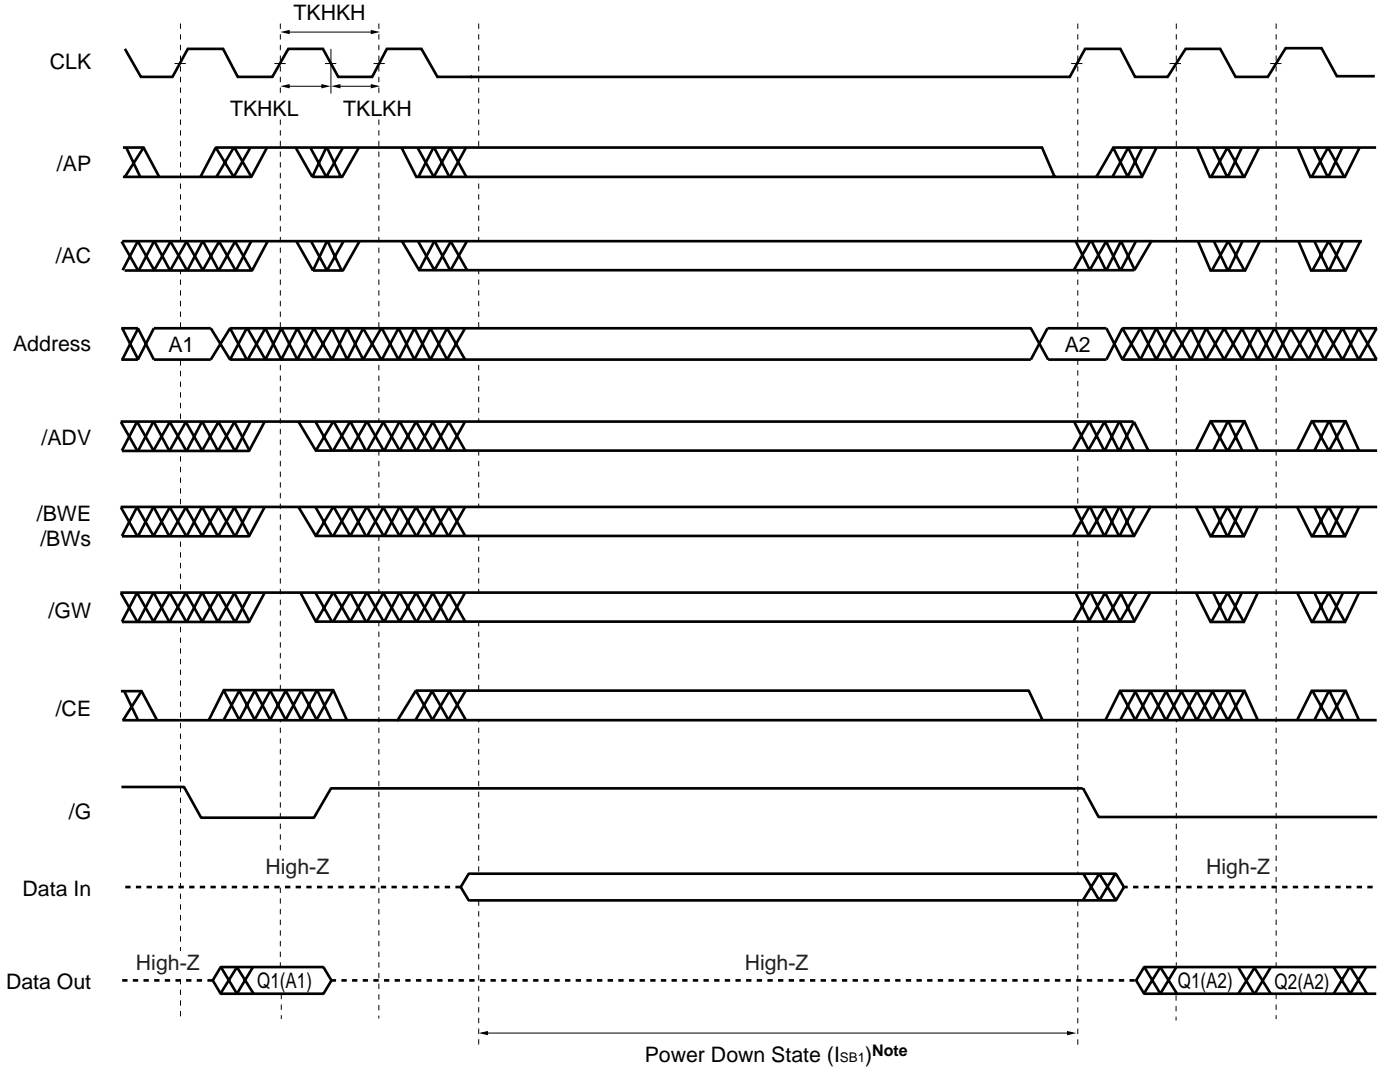 TKHKH
CLK
TKHKL
TKLKH
/AP
/AC
Address
A1
A2
/ADV
/BWE
/BWs
/GW
/CE
/G
Data In
High-Z
High-Z
Data Out
High-Z
Q1(A1)
High-Z
Q1(A2)
Q2(A2)
Power Down State (ISB1)Note